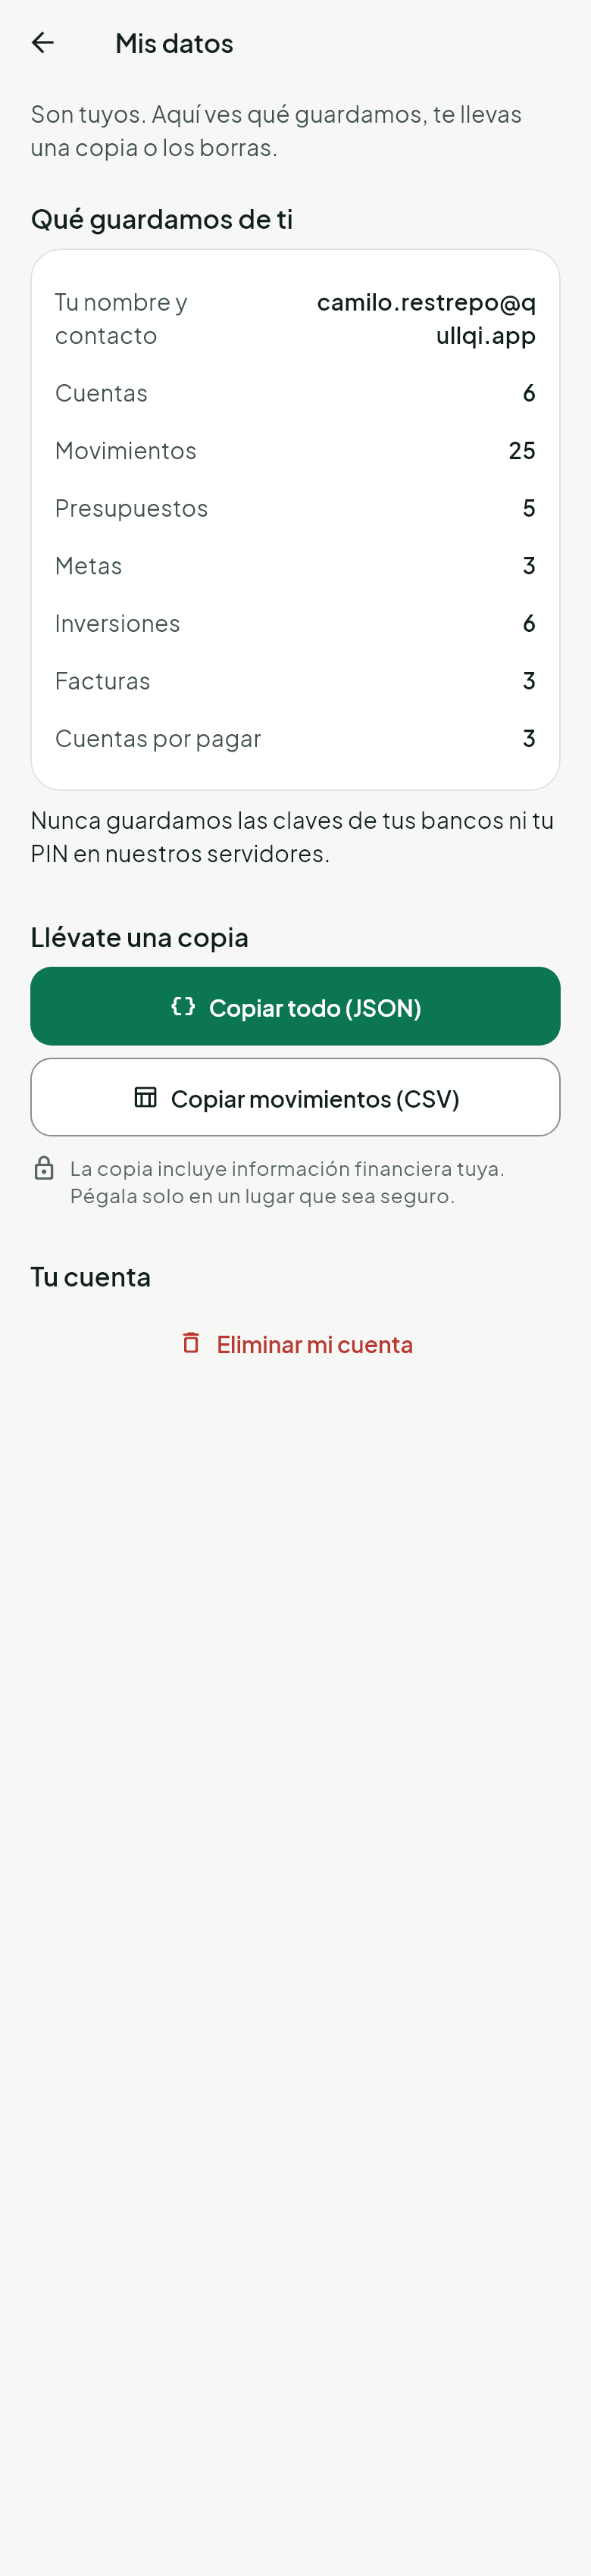 Mis datos
Son tuyos. Aquí ves qué guardamos, te llevas
una copia o los borras.
Qué guardamos de ti
Tu nombre y contacto camilo.restrepo@qullqi.app
Cuentas 6
Movimientos 25
Presupuestos 5
Metas 3
Inversiones 6
Facturas 3
Cuentas por pagar 3
Nunca guardamos las claves de tus bancos ni tu
PIN en nuestros servidores.
Llévate una copia
Copiar todo (JSON)
Copiar movimientos (CSV)
La copia incluye información financiera tuya.
Pégala solo en un lugar que sea seguro.
Tu cuenta
Eliminar mi cuenta